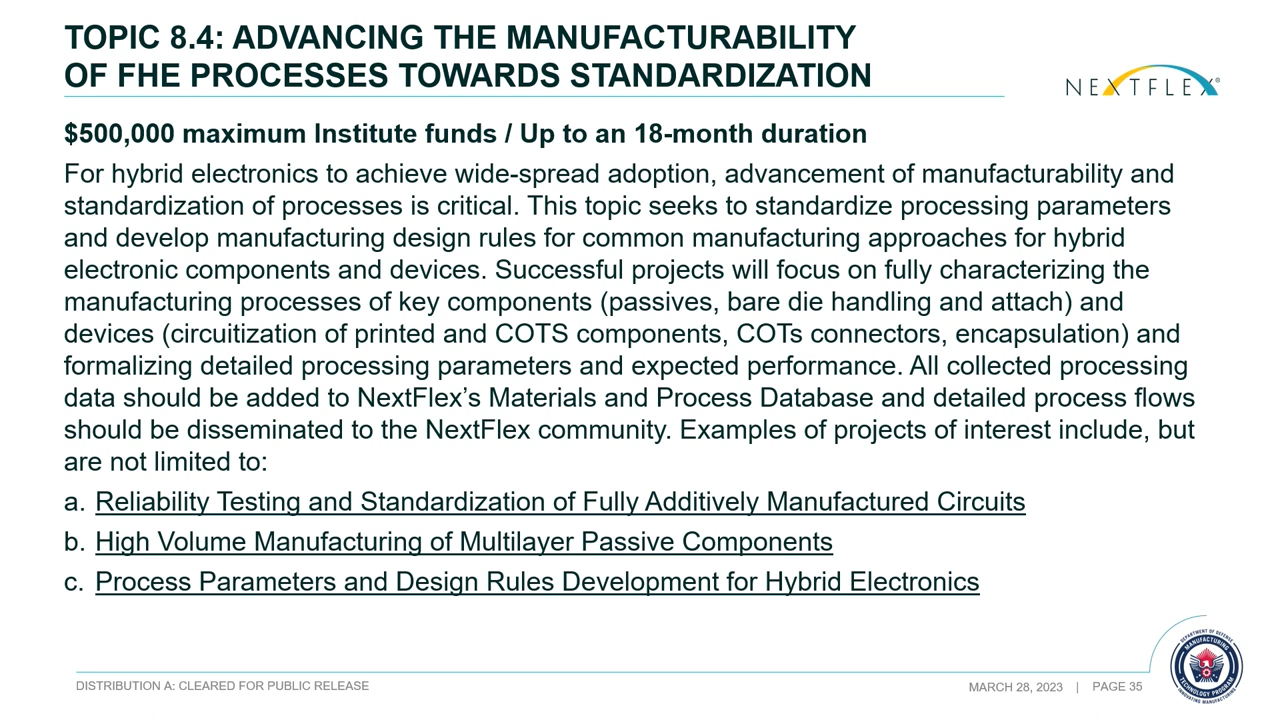 TOPIC 8.4: ADVANCING THE MANUFACTURABILITY
OF FHE PROCESSES TOWARDS STANDARDIZATION
NEXTFLEX®
$500,000 maximum Institute funds / Up to an 18-month duration
For hybrid electronics to achieve wide-spread adoption, advancement of manufacturability and
standardization of processes is critical. This topic seeks to standardize processing parameters
and develop manufacturing design rules for common manufacturing approaches for hybrid
electronic components and devices. Successful projects will focus on fully characterizing the
manufacturing processes of key components (passives, bare die handling and attach) and
devices (circuitization of printed and COTS components, COTs connectors, encapsulation) and
formalizing detailed processing parameters and expected performance. All collected processing
data should be added to NextFlex’s Materials and Process Database and detailed process flows
should be disseminated to the NextFlex community. Examples of projects of interest include, but
are not limited to:
a. Reliability Testing and Standardization of Fully Additively Manufactured Circuits
b. High Volume Manufacturing of Multilayer Passive Components
c. Process Parameters and Design Rules Development for Hybrid Electronics
DEPARTMENT OF DEFENSE
MANUFACTURING
TECHNOLOGY PROGRAM
INNOVATING MANUFACTURING
DISTRIBUTION A: CLEARED FOR PUBLIC RELEASE
MARCH 28, 2023 | PAGE 35